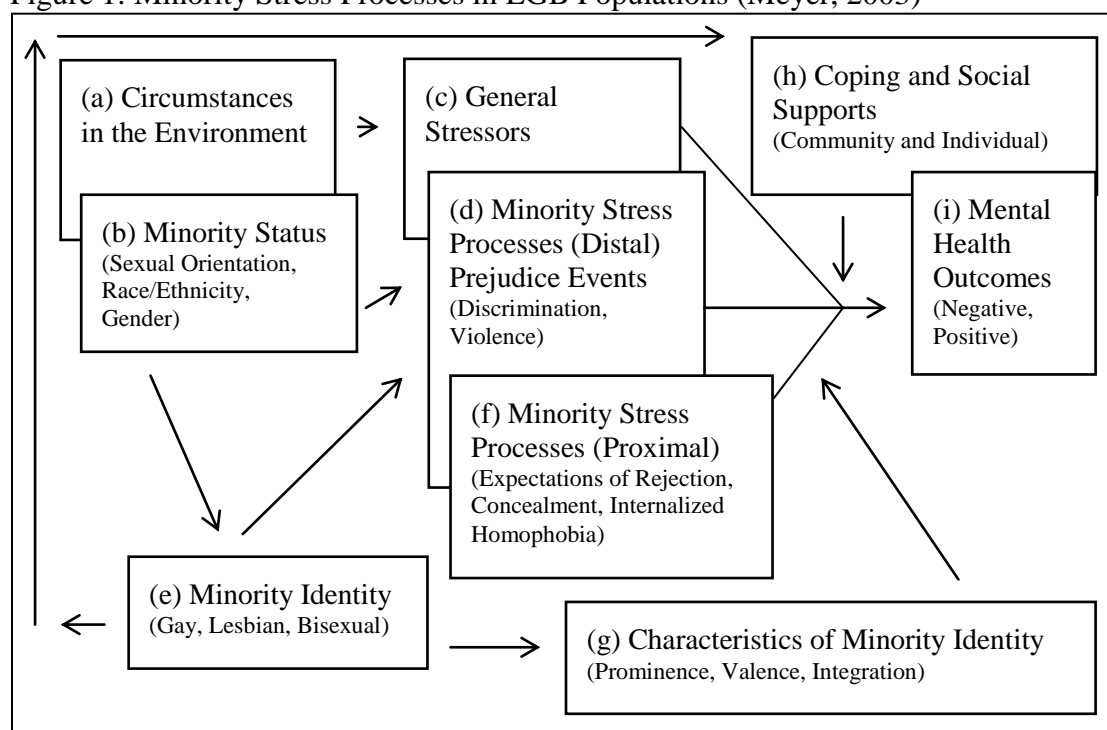 Figure 1: Minority Stress Processes in LGB Populations (Meyer, 2003)
(a) Circumstances
in the Environment
(b) Minority Status
(Sexual Orientation,
Race/Ethnicity,
Gender)
(c) General
Stressors
(d) Minority Stress
Processes (Distal)
Prejudice Events
(Discrimination,
Violence)
(f) Minority Stress
Processes (Proximal)
(Expectations of Rejection,
Concealment, Internalized
Homophobia)
(h) Coping and Social
Supports
(Community and Individual)
(i) Mental
Health
Outcomes
(Negative,
Positive)
(e) Minority Identity
(Gay, Lesbian, Bisexual)
(g) Characteristics of Minority Identity
(Prominence, Valence, Integration)